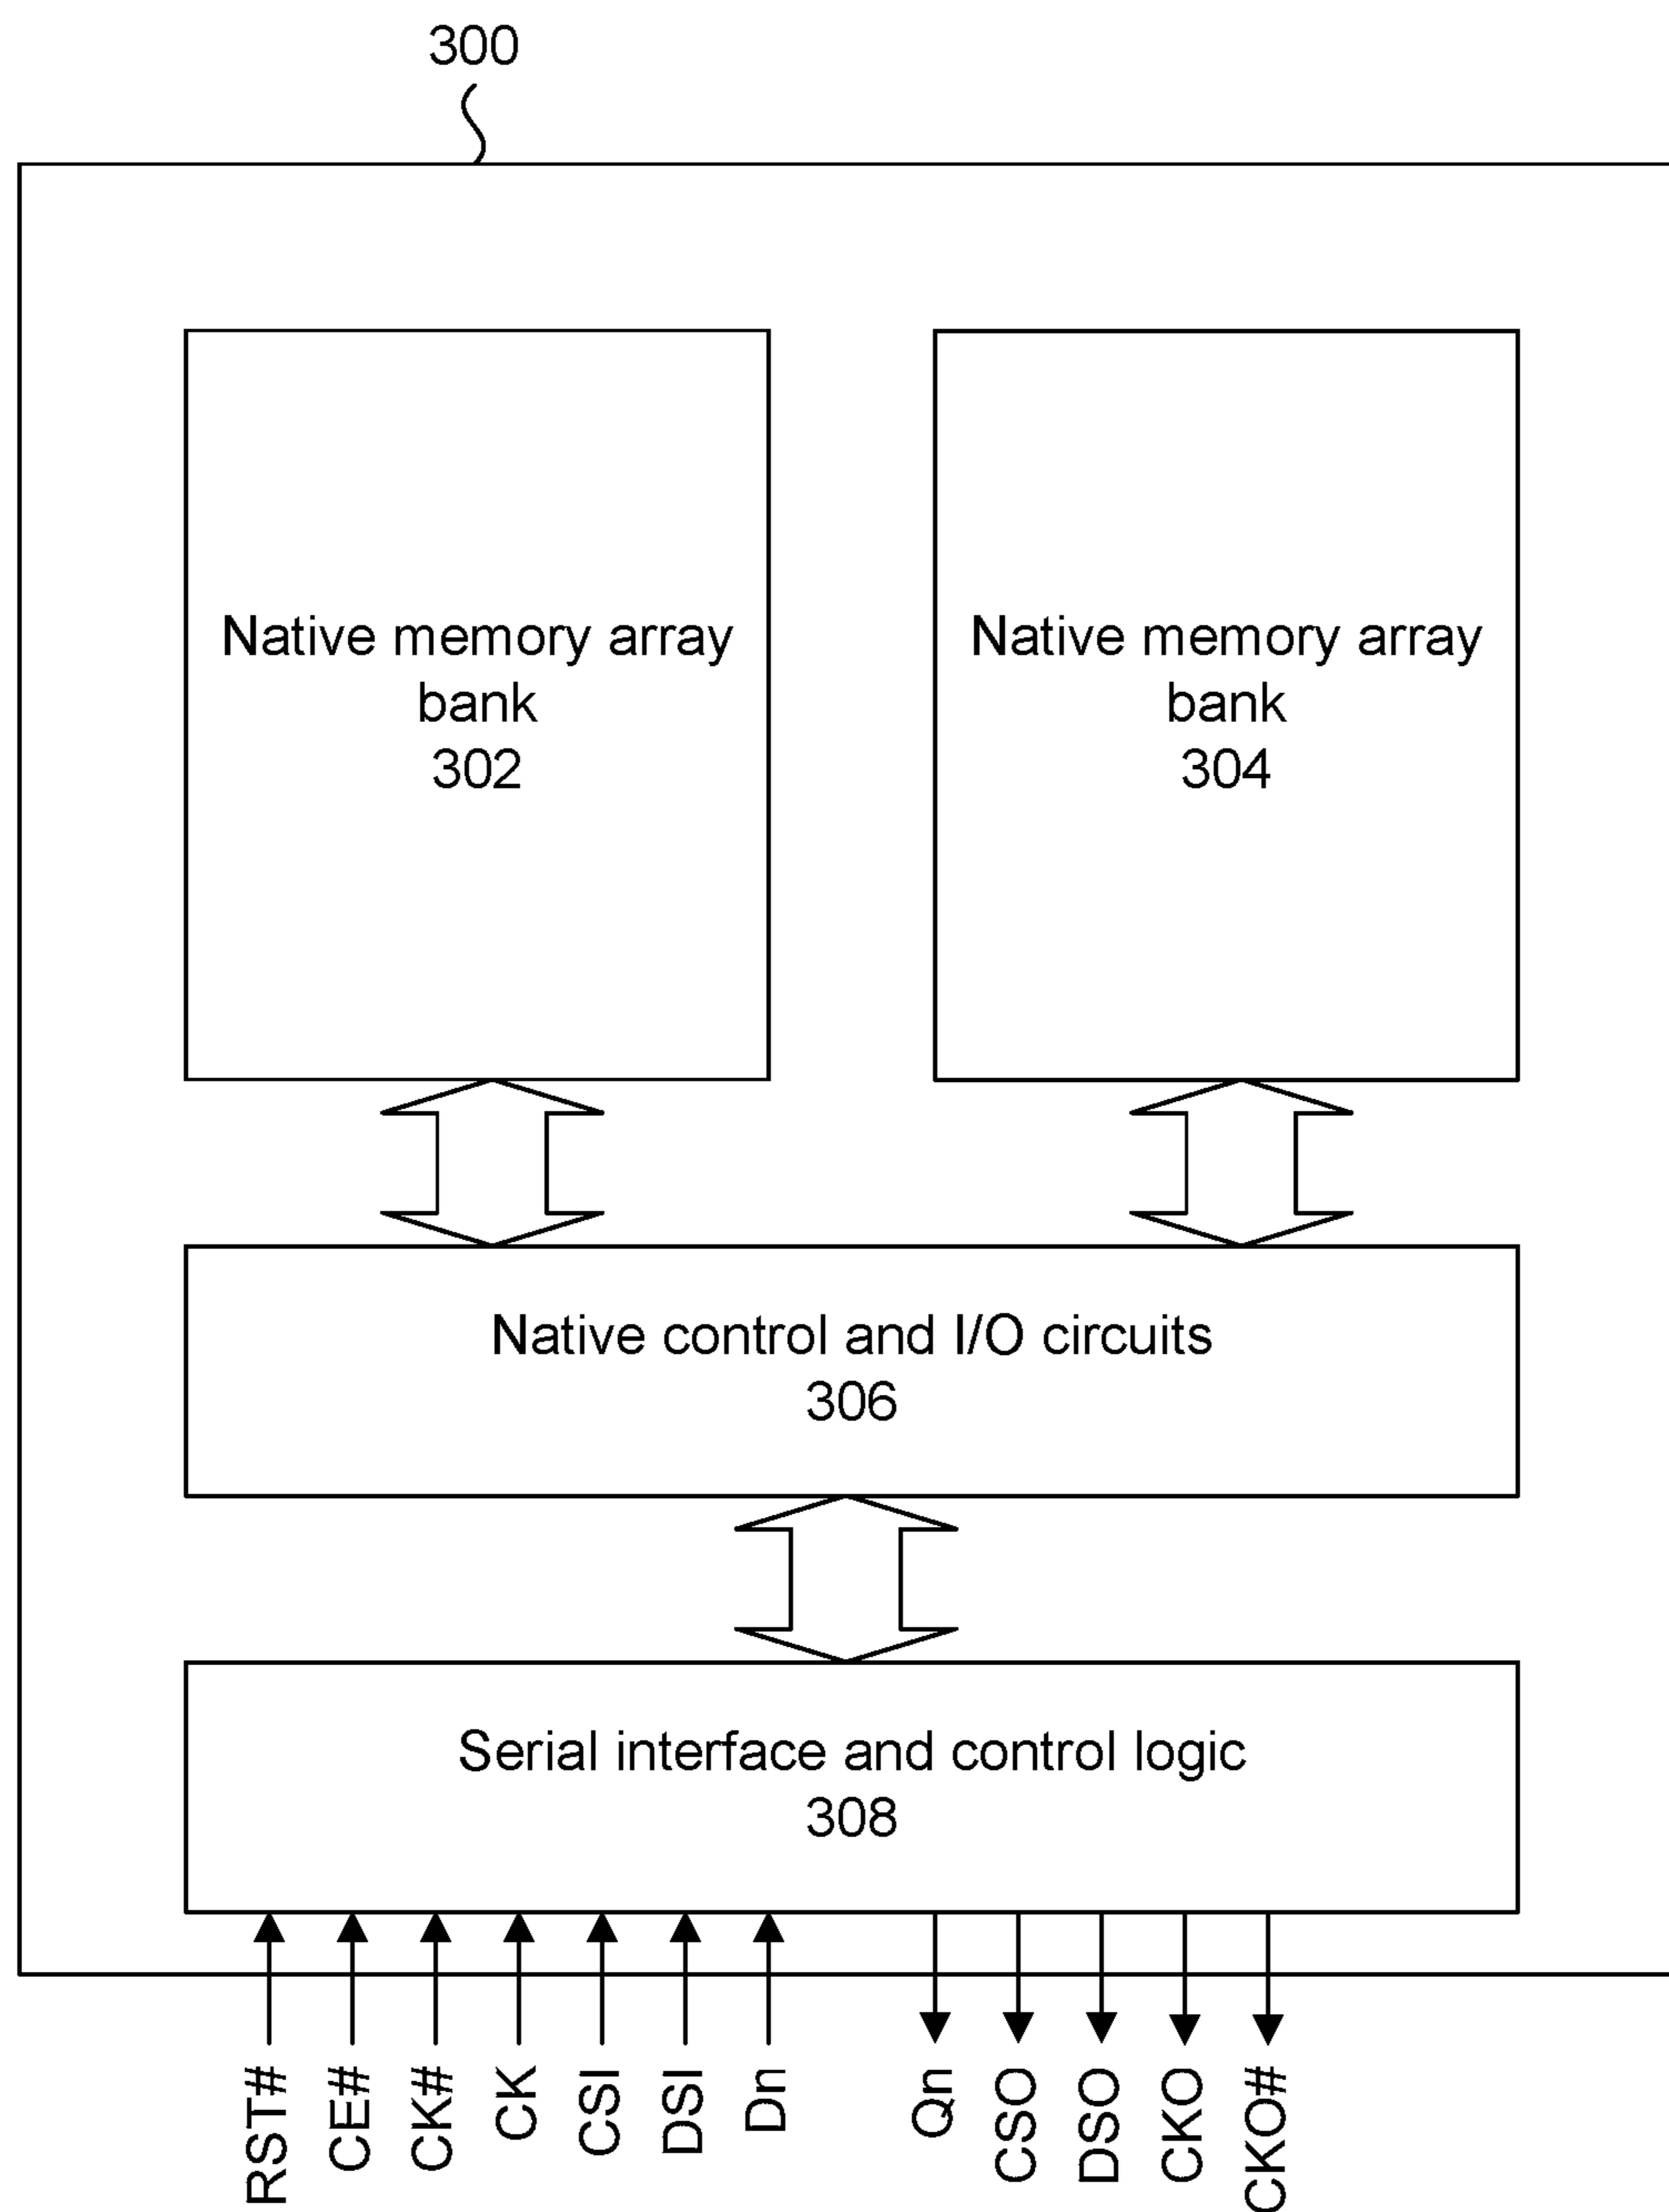 300
Native memory array
bank
302
Native memory array
bank
304
Native control and I/O circuits
306
Serial interface and control logic
308
RST#
CE#
CK#
CK
CSI
DSI
Dn
Qn
CSO
DSO
CKO
CKO#